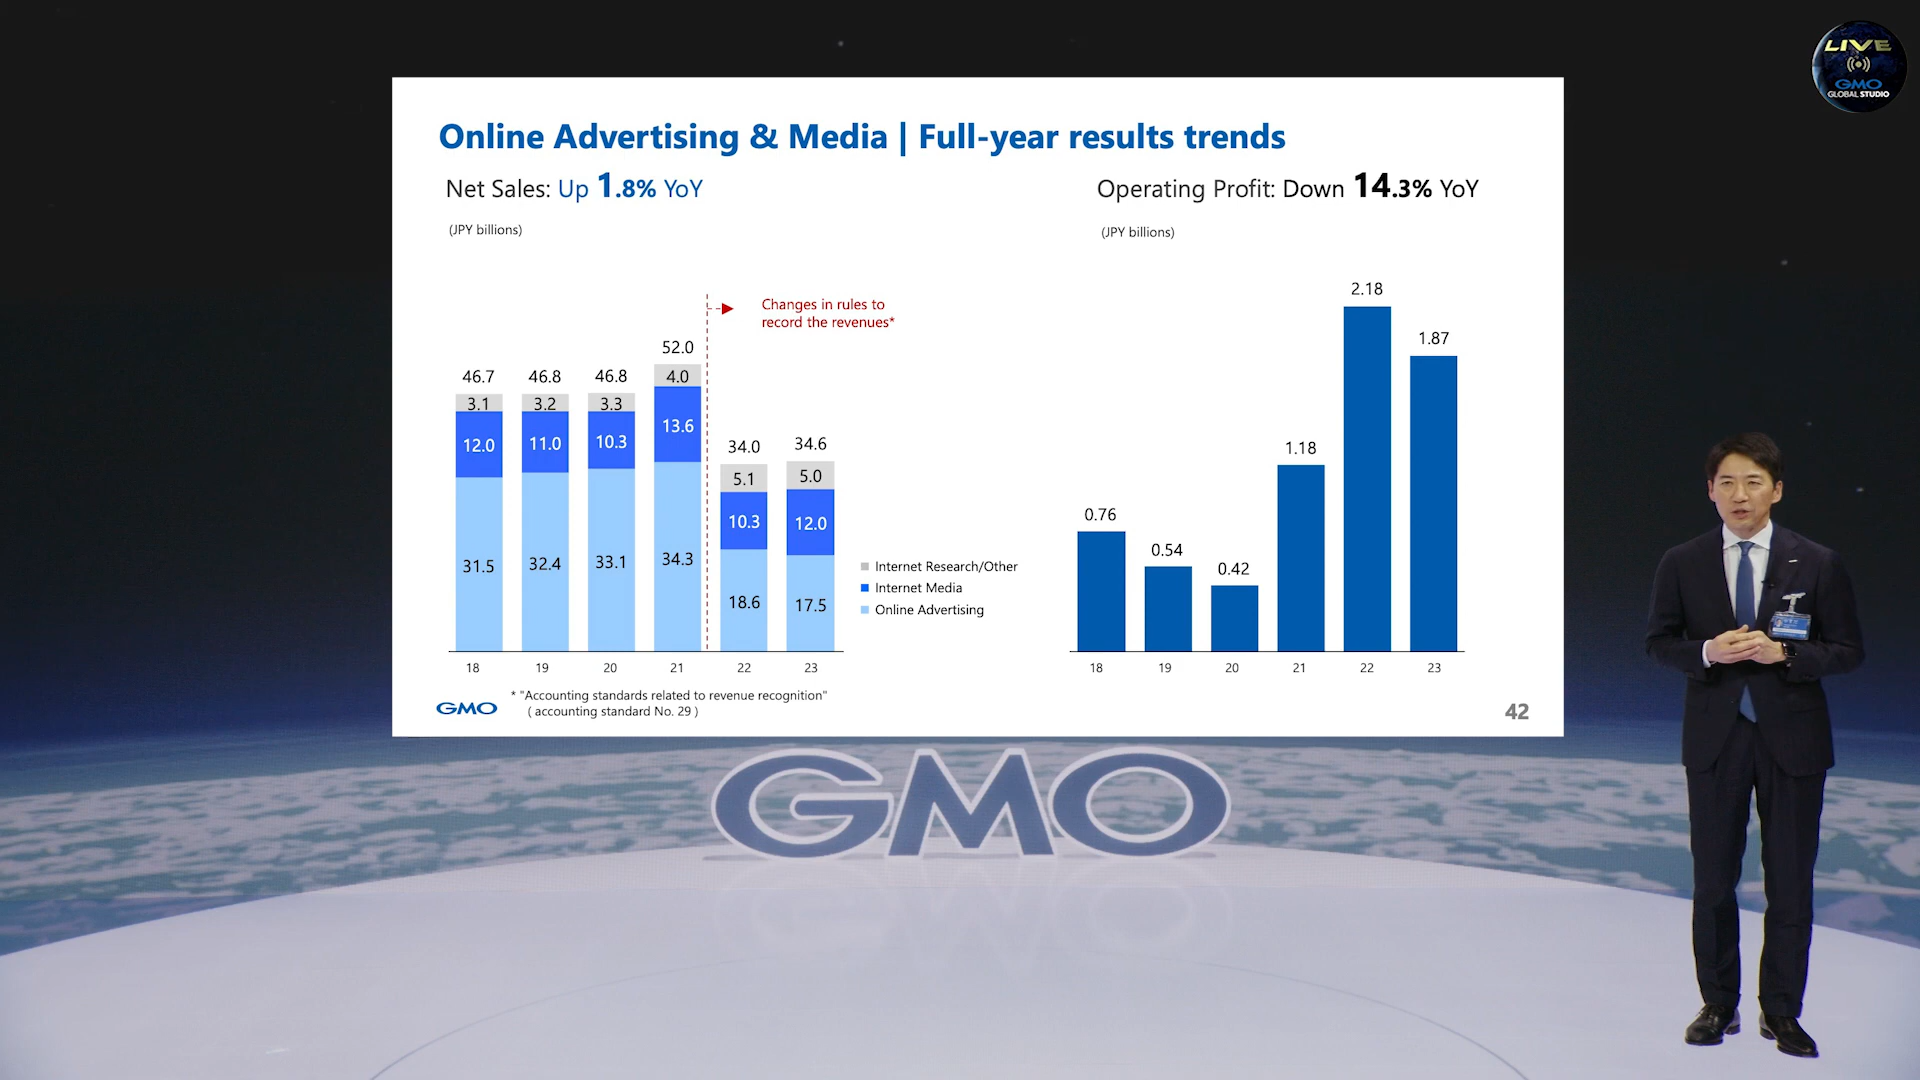 LIVE
GMO
GLOBAL STUDIO
Online Advertising & Media | Full-year results trends
Net Sales: Up 1.8% YoY
(JPY billions)
Changes in rules to
record the revenues*
46.7 46.8 46.8 52.0 34.0 34.6
3.1 3.2 3.3 4.0 5.1 5.0
12.0 11.0 10.3 13.6 10.3 12.0
31.5 32.4 33.1 34.3 18.6 17.5
18 19 20 21 22 23
Internet Research/Other
Internet Media
Online Advertising
Operating Profit: Down 14.3% YoY
(JPY billions)
0.76 0.54 0.42 1.18 2.18 1.87
18 19 20 21 22 23
GMO
* "Accounting standards related to revenue recognition"
( accounting standard No. 29 )
42
GMO